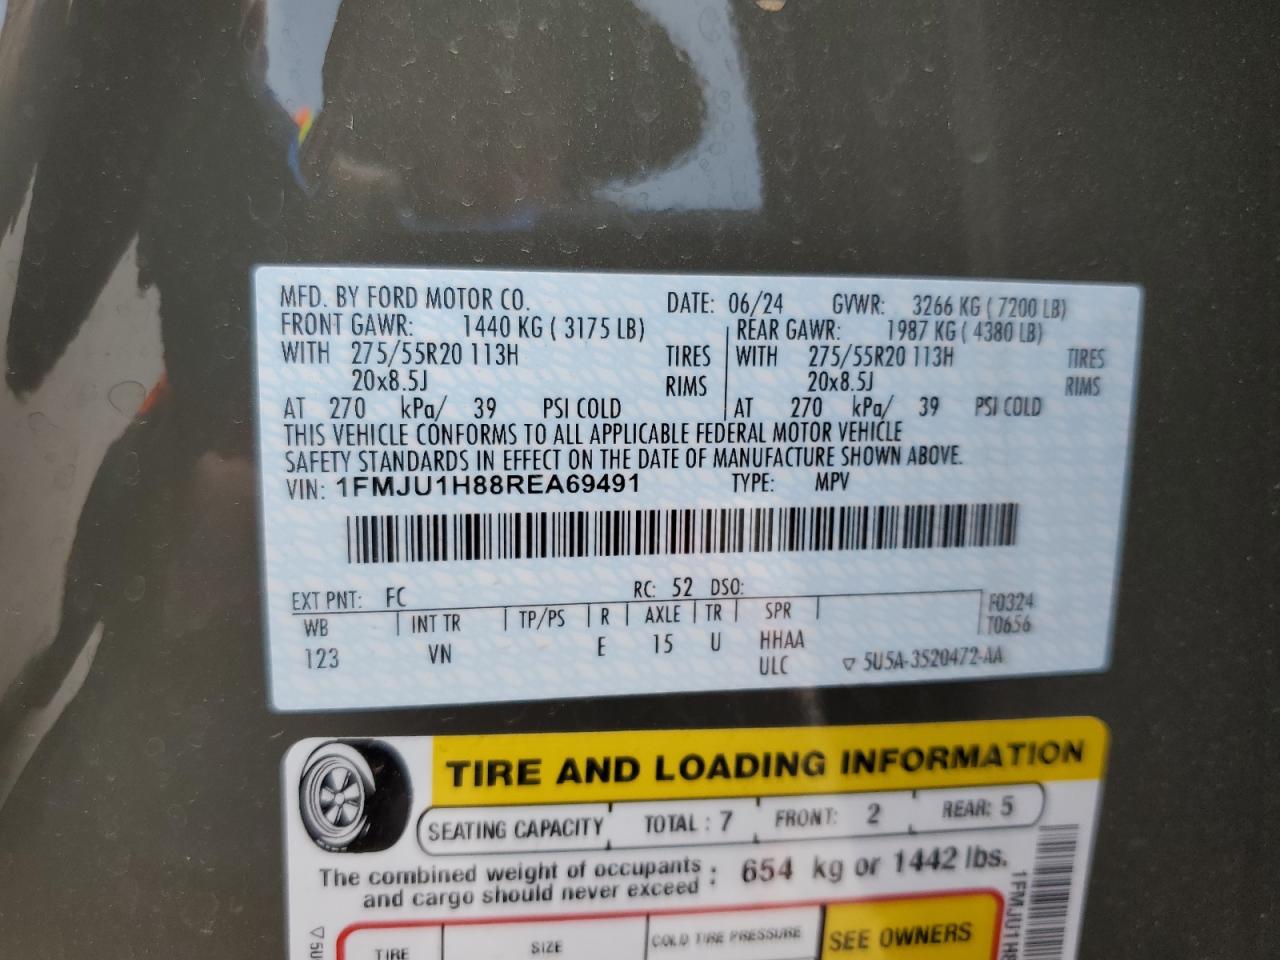 MFD. BY FORD MOTOR CO. DATE: 06/24 GVWR: 3266 KG ( 7200 LB)
FRONT GAWR: 1440 KG ( 3175 LB) REAR GAWR: 1987 KG ( 4380 LB)
WITH 275/55R20 113H TIRES WITH 275/55R20 113H TIRES
20x8.5J RIMS 20x8.5J RIMS
AT 270 kPa/ 39 PSI COLD AT 270 kPa/ 39 PSI COLD
THIS VEHICLE CONFORMS TO ALL APPLICABLE FEDERAL MOTOR VEHICLE
SAFETY STANDARDS IN EFFECT ON THE DATE OF MANUFACTURE SHOWN ABOVE.
VIN: 1FMJU1H88REA69491 TYPE: MPV
EXT PNT: FC RC: 52 DSO:
WB INT TR TP/PS R AXLE TR SPR F0324
T0656
123 VN E 15 U HHAA
ULC ▽ 5U5A-3520472-AA
TIRE AND LOADING INFORMATION
SEATING CAPACITY TOTAL : 7 FRONT: 2 REAR: 5
The combined weight of occupants
and cargo should never exceed : 654 kg or 1442 lbs.
TIRE SIZE COLD TIRE PRESSURE SEE OWNERS
▽ 5U
1FMJU1H8